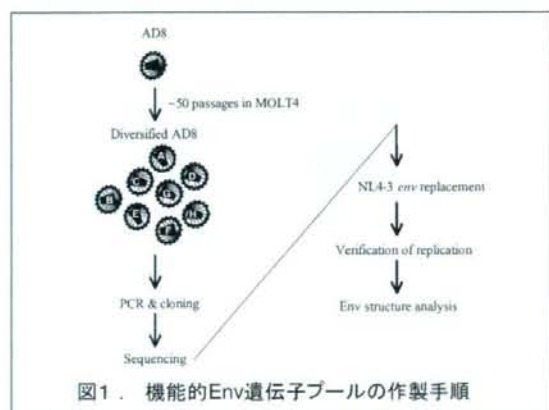 AD8
~50 passages in MOLT4
Diversified AD8
A
C
D
B
G
E
H
F
PCR & cloning
Sequencing
NL4-3 env replacement
Verification of replication
Env structure analysis
図1． 機能的Env遺伝子プールの作製手順